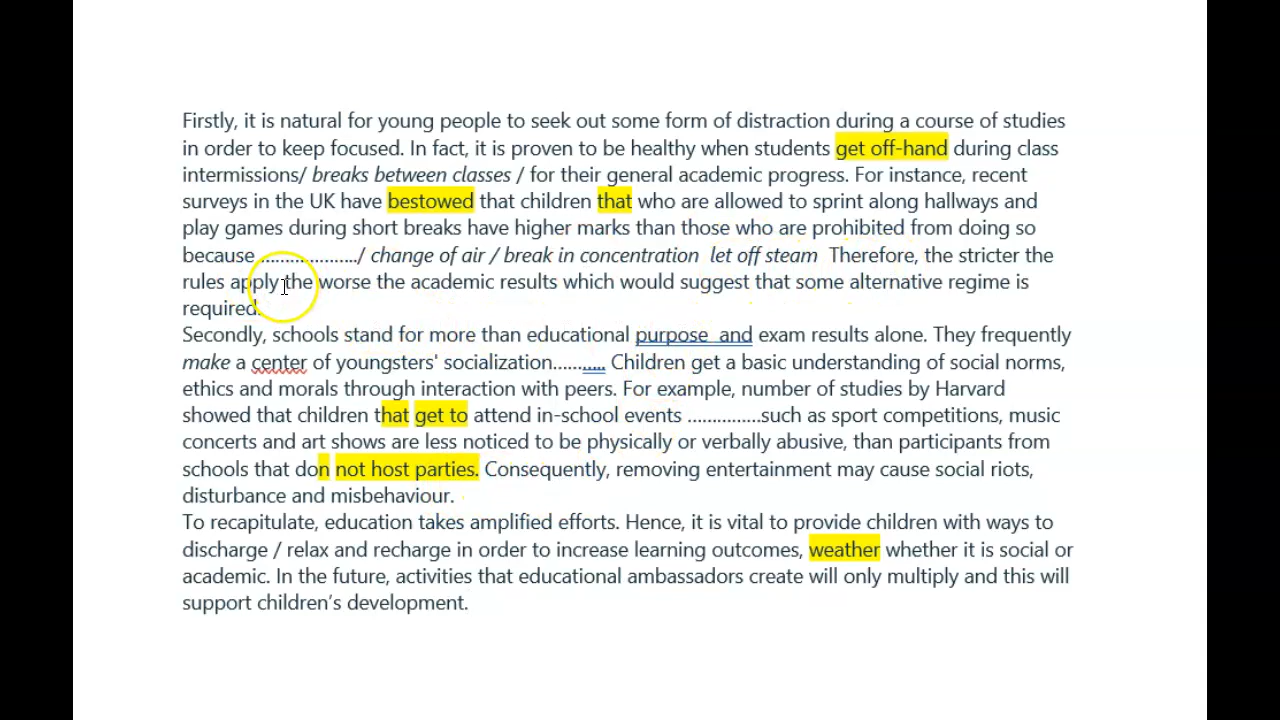 Firstly, it is natural for young people to seek out some form of distraction during a course of studies
in order to keep focused. In fact, it is proven to be healthy when students get off-hand during class
intermissions/ breaks between classes / for their general academic progress. For instance, recent
surveys in the UK have bestowed that children that who are allowed to sprint along hallways and
play games during short breaks have higher marks than those who are prohibited from doing so
because ..................../ change of air / break in concentration let off steam Therefore, the stricter the
rules apply the worse the academic results which would suggest that some alternative regime is
required.
Secondly, schools stand for more than educational purpose and exam results alone. They frequently
make a center of youngsters' socialization........... Children get a basic understanding of social norms,
ethics and morals through interaction with peers. For example, number of studies by Harvard
showed that children that get to attend in-school events ...............such as sport competitions, music
concerts and art shows are less noticed to be physically or verbally abusive, than participants from
schools that don not host parties. Consequently, removing entertainment may cause social riots,
disturbance and misbehaviour.
To recapitulate, education takes amplified efforts. Hence, it is vital to provide children with ways to
discharge / relax and recharge in order to increase learning outcomes, weather whether it is social or
academic. In the future, activities that educational ambassadors create will only multiply and this will
support children’s development.